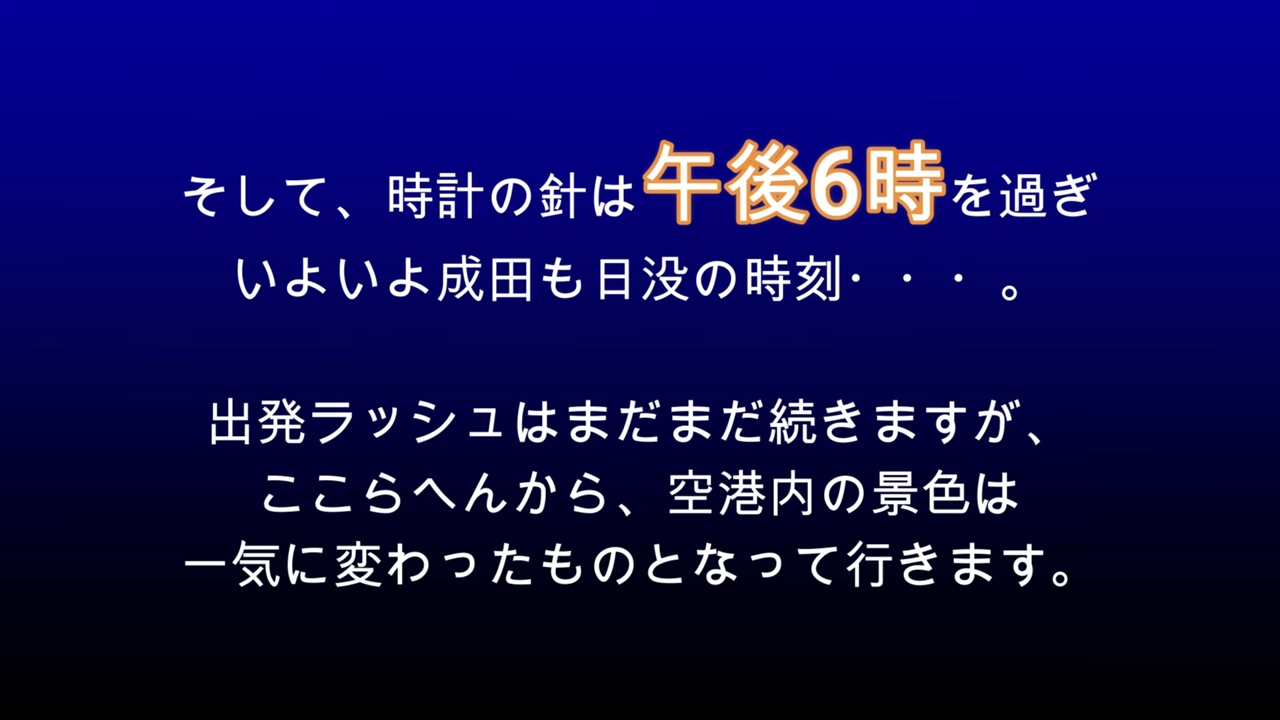 そして、時計の針は午後6時を過ぎ
いよいよ成田も日没の時刻・・・。
出発ラッシュはまだまだ続きますが、
ここらへんから、空港内の景色は
一気に変わったものとなって行きます。